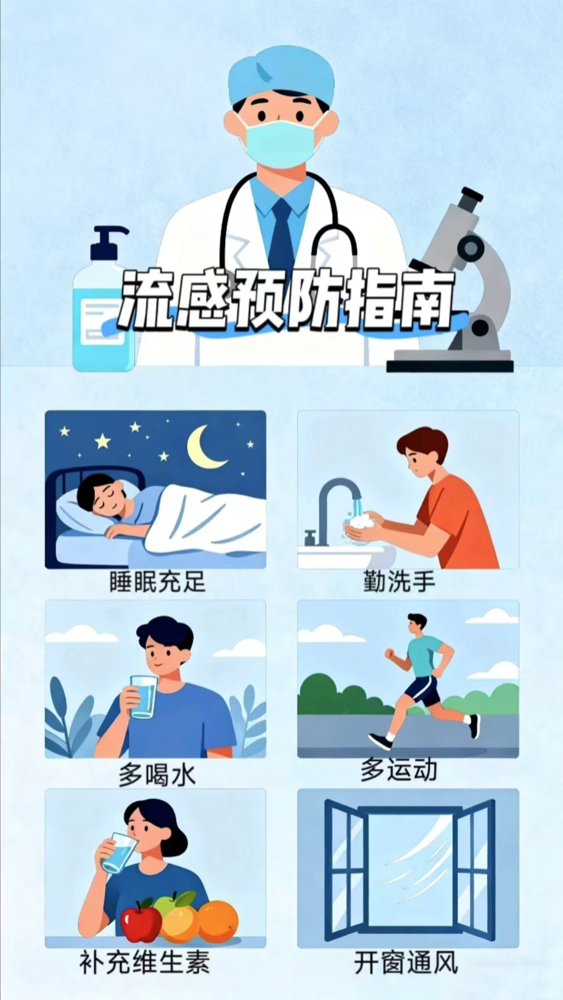 流感预防指南
睡眠充足
勤洗手
多喝水
多运动
补充维生素
开窗通风